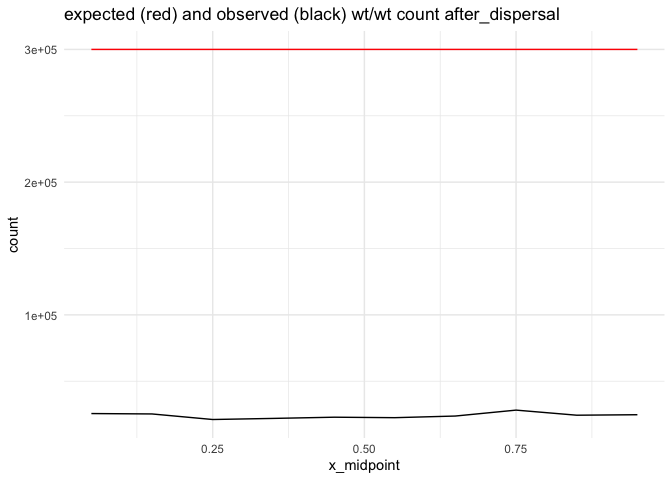 expected (red) and observed (black) wt/wt count after_dispersal
3e+05
2e+05
1e+05
count
0.25 0.50 0.75
x_midpoint